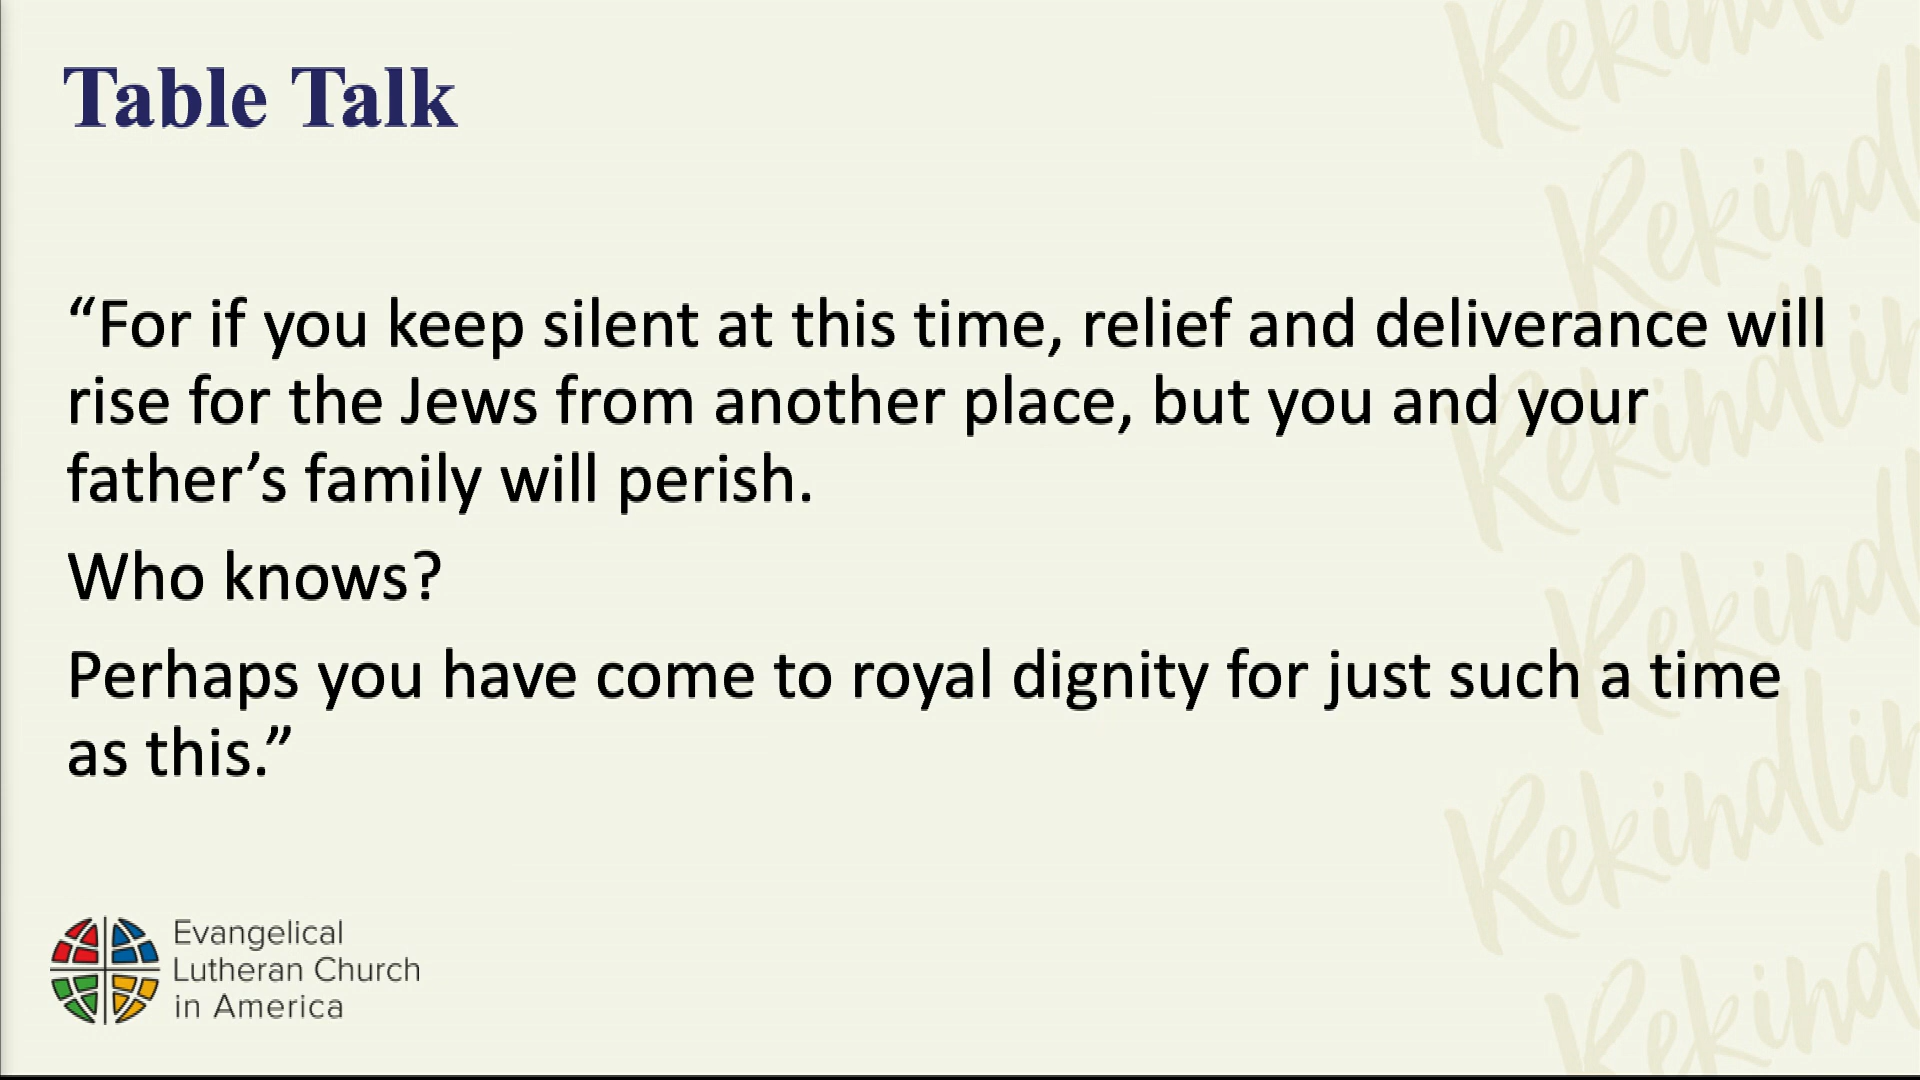 Table Talk
“For if you keep silent at this time, relief and deliverance will
rise for the Jews from another place, but you and your
father’s family will perish.
Who knows?
Perhaps you have come to royal dignity for just such a time
as this.”
Evangelical
Lutheran Church
in America